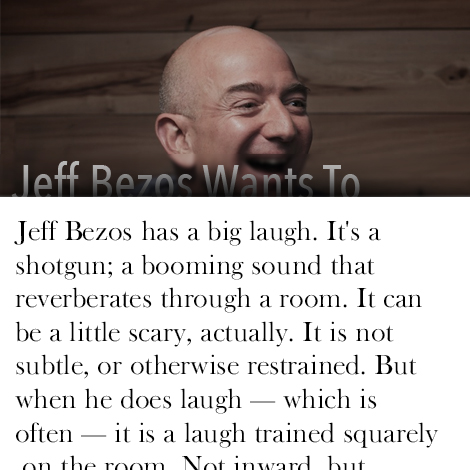 Jeff Bezos Wants To
Jeff Bezos has a big laugh. It's a
shotgun; a booming sound that
reverberates through a room. It can
be a little scary, actually. It is not
subtle, or otherwise restrained. But
when he does laugh — which is
often — it is a laugh trained squarely
on the room. Not inward, but